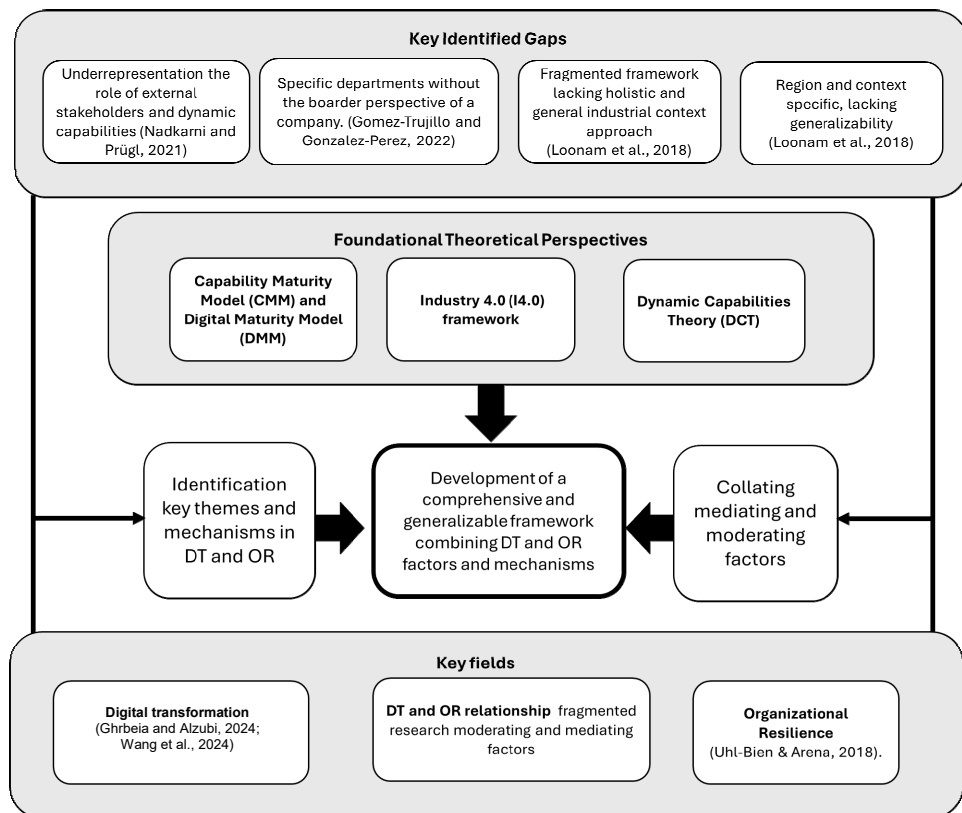 Key Identified Gaps
Underrepresentation the
role of external
stakeholders and dynamic
capabilities (Nadkarni and
Prügl, 2021)
Specific departments without
the boarder perspective of a
company. (Gomez-Trujillo and
Gonzalez-Perez, 2022)
Fragmented framework
lacking holistic and
general industrial context
approach
(Loonam et al., 2018)
Region and context
specific, lacking
generalizability
(Loonam et al., 2018)
Foundational Theoretical Perspectives
Capability Maturity
Model (CMM) and
Digital Maturity Model
(DMM)
Industry 4.0 (I4.0)
framework
Dynamic Capabilities
Theory (DCT)
Identification
key themes and
mechanisms in
DT and OR
Development of a
comprehensive and
generalizable framework
combining DT and OR
factors and mechanisms
Collating
mediating and
moderating
factors
Key fields
Digital transformation
(Ghrbeia and Alzubi, 2024;
Wang et al., 2024)
DT and OR relationship fragmented
research moderating and mediating
factors
Organizational
Resilience
(Uhl-Bien & Arena, 2018).